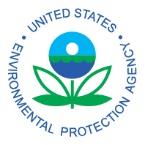 UNITED STATES
ENVIRONMENTAL PROTECTION AGENCY